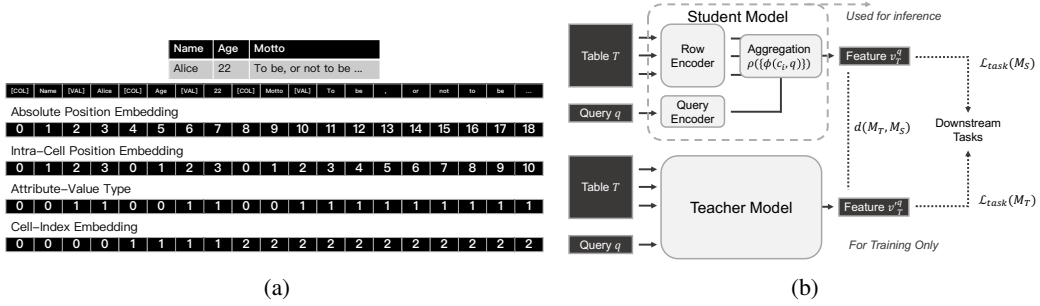 Name Age Motto
Alice 22 To be, or not to be ...
[COL] Name [VAL] Alice [COL] Age [VAL] 22 [COL] Motto [VAL] To be , or not to be ...
Absolute Position Embedding
0 1 2 3 4 5 6 7 8 9 10 11 12 13 14 15 16 17 18
Intra-Cell Position Embedding
0 1 2 3 0 1 2 3 0 1 2 3 4 5 6 7 8 9 10
Attribute-Value Type
0 0 1 1 0 0 1 1 0 0 1 1 1 1 1 1 1 1 1
Cell-Index Embedding
0 0 0 0 1 1 1 1 2 2 2 2 2 2 2 2 2 2 2
(a)
Student Model
Used for inference
Table T
Row
Encoder
Aggregation
ρ({ϕ(c_i, q)})
Feature v_T^q
Query q
Query
Encoder
ℒ_task(M_S)
d(M_T, M_S)
Downstream
Tasks
Table T
Teacher Model
Feature v'_T^q
ℒ_task(M_T)
Query q
For Training Only
(b)